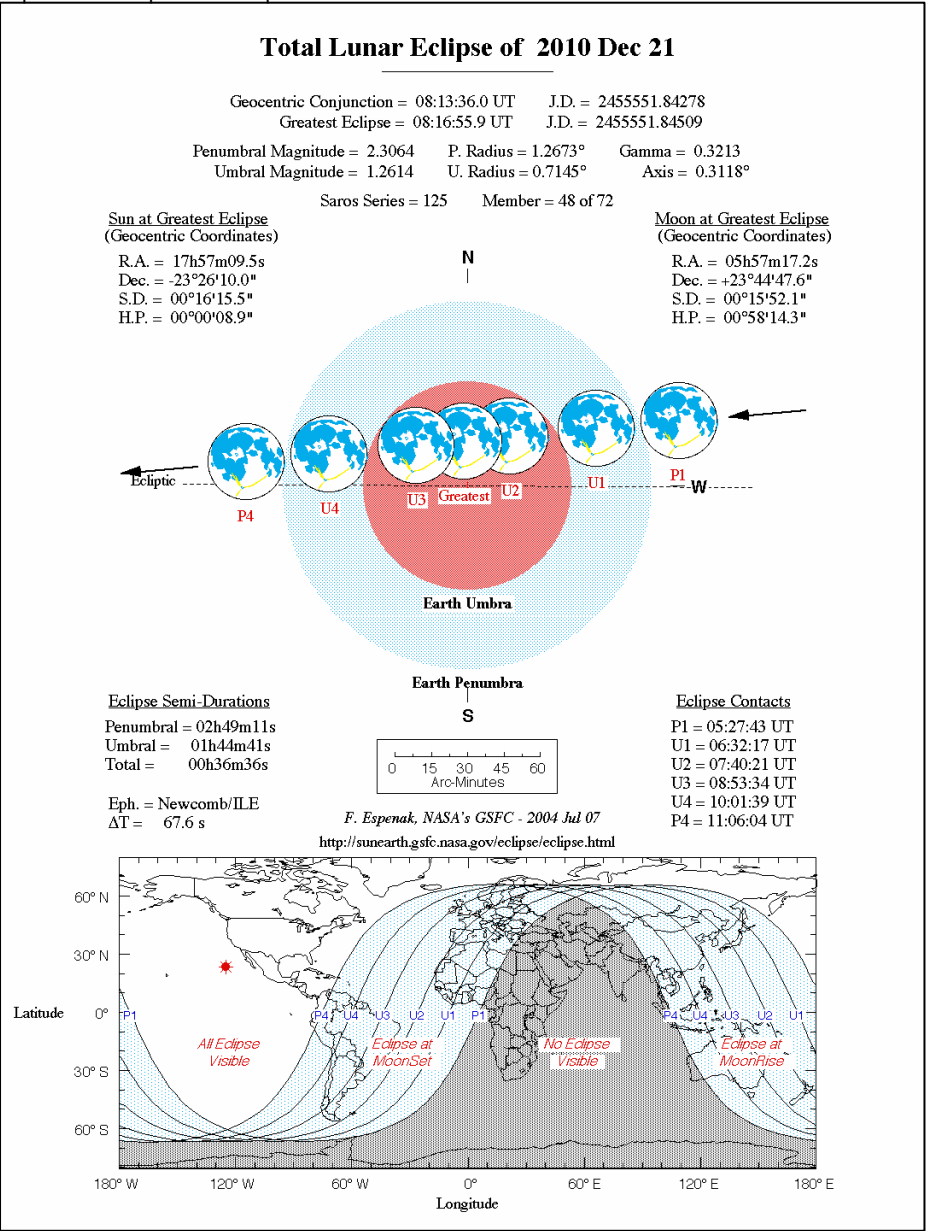 Total Lunar Eclipse of 2010 Dec 21
Geocentric Conjunction = 08:13:36.0 UT J.D. = 2455551.84278
Greatest Eclipse = 08:16:55.9 UT J.D. = 2455551.84509
Penumbral Magnitude = 2.3064 P. Radius = 1.2673° Gamma = 0.3213
Umbral Magnitude = 1.2614 U. Radius = 0.7145° Axis = 0.3118°
Saros Series = 125 Member = 48 of 72
Sun at Greatest Eclipse
(Geocentric Coordinates)
R.A. = 17h57m09.5s
Dec. = -23°26'10.0"
S.D. = 00°16'15.5"
H.P. = 00°00'08.9"
Moon at Greatest Eclipse
(Geocentric Coordinates)
R.A. = 05h57m17.2s
Dec. = +23°44'47.6"
S.D. = 00°15'52.1"
H.P. = 00°58'14.3"
N
Ecliptic
P4
U4
U3
Greatest
U2
U1
P1
W
Earth Umbra
Earth Penumbra
S
Eclipse Semi-Durations
Penumbral = 02h49m11s
Umbral = 01h44m41s
Total = 00h36m36s
Eph. = Newcomb/ILE
ΔT = 67.6 s
0 15 30 45 60
Arc-Minutes
Eclipse Contacts
P1 = 05:27:43 UT
U1 = 06:32:17 UT
U2 = 07:40:21 UT
U3 = 08:53:34 UT
U4 = 10:01:39 UT
P4 = 11:06:04 UT
F. Espenak, NASA's GSFC - 2004 Jul 07
http://sunearth.gsfc.nasa.gov/eclipse/eclipse.html
60° N
30° N
Latitude 0°
30° S
60° S
P1 P4 U4 U3 U2 U1 P1 P4 U4 U3 U2 U1
All Eclipse
Visible
Eclipse at
MoonSet
No Eclipse
Visible
Eclipse at
MoonRise
180° W 120° W 60° W 0° 60° E 120° E 180° E
Longitude